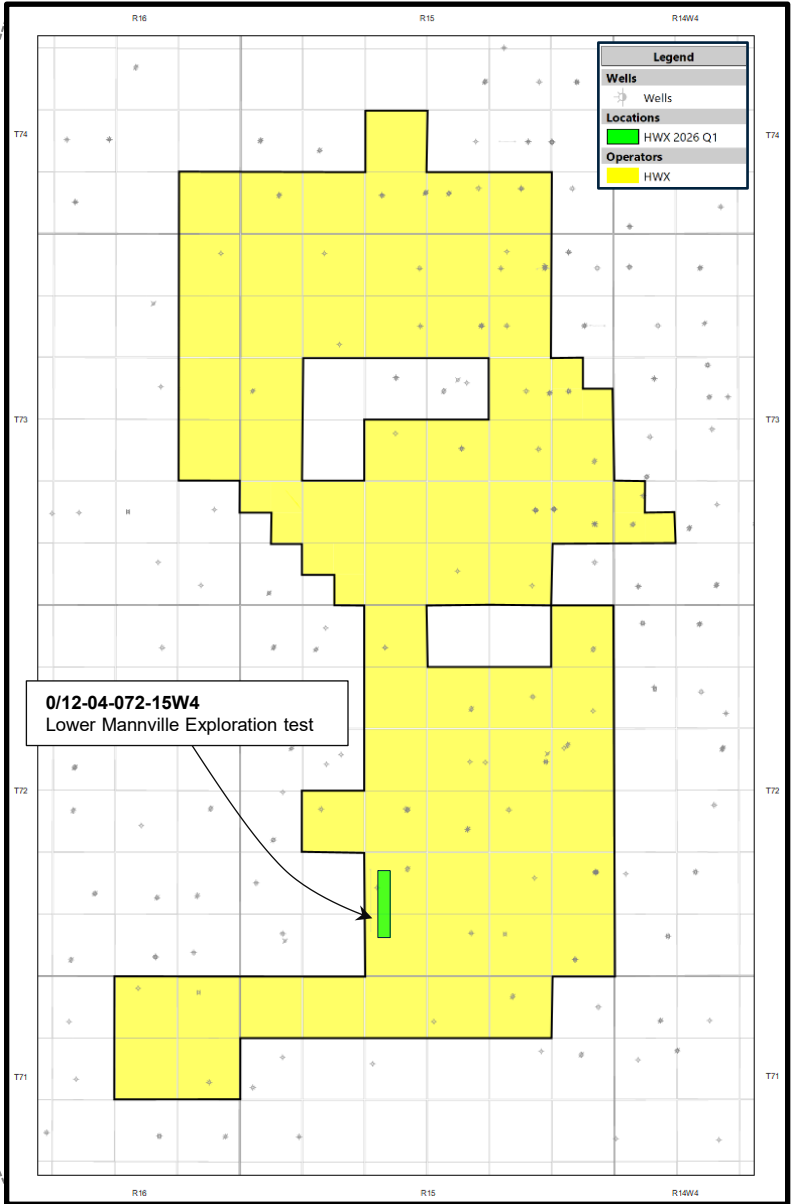 R16 R15 R14W4
Legend
Wells
Wells
Locations
HWX 2026 Q1
Operators
HWX
T74 T74
T73 T73
0/12-04-072-15W4
Lower Mannville Exploration test
T72 T72
T71 T71
R16 R15 R14W4